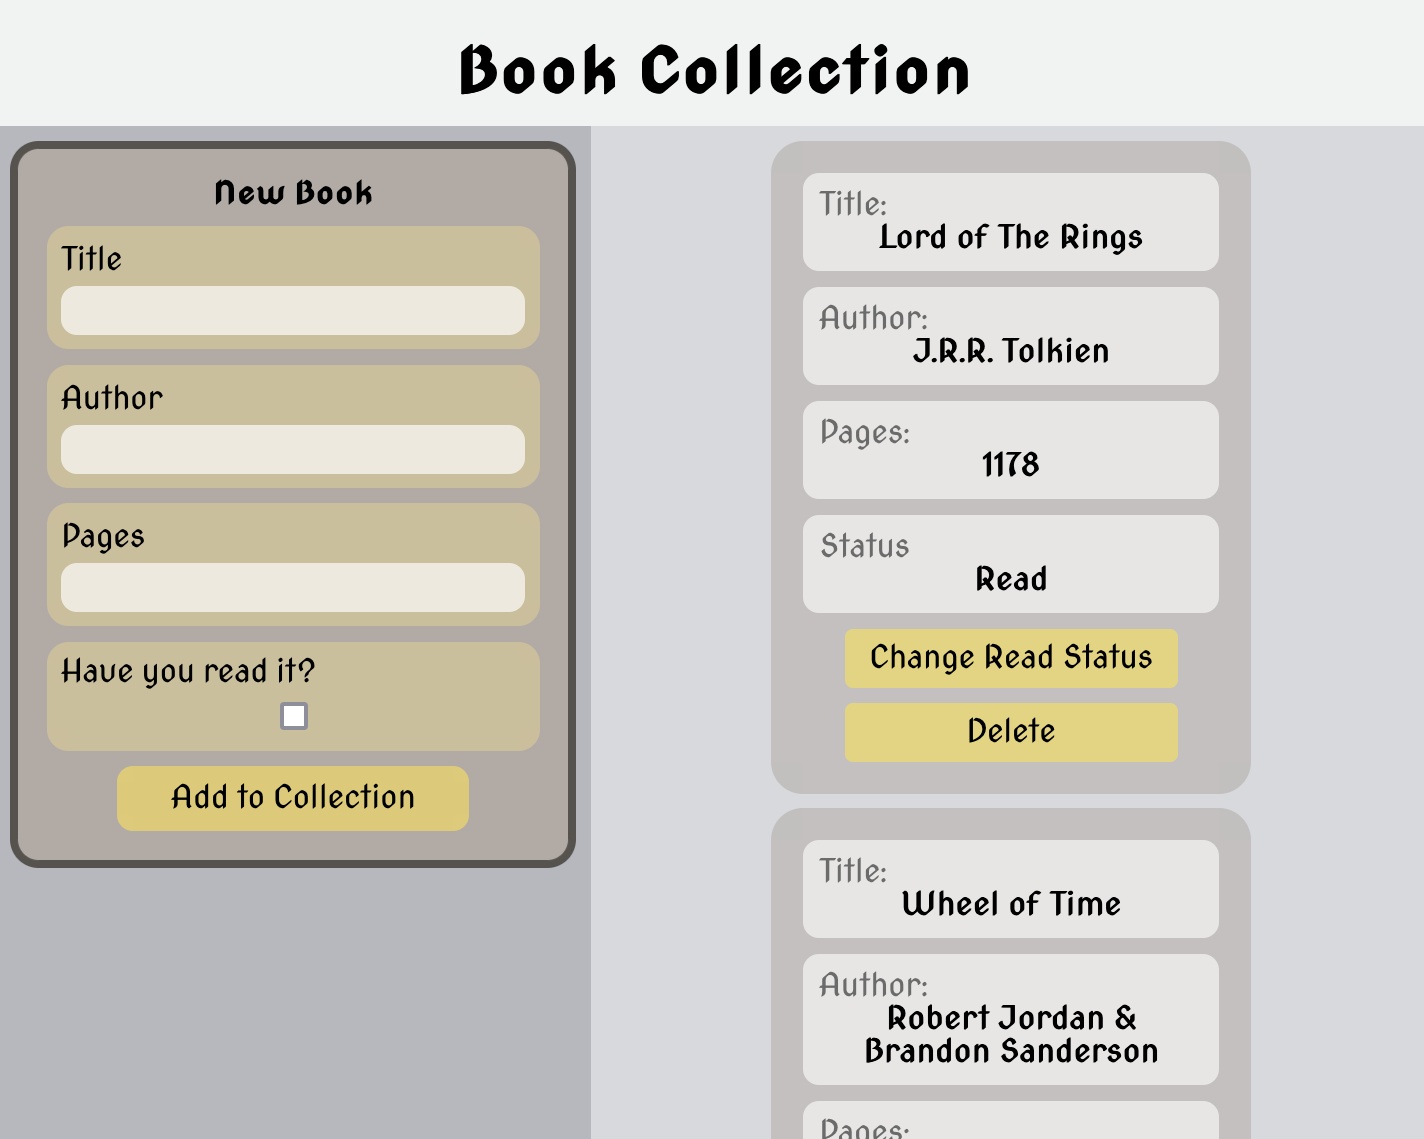 Book Collection
New Book
Title
Author
Pages
Have you read it?
Add to Collection
Title:
Lord of The Rings
Author:
J.R.R. Tolkien
Pages:
1178
Status
Read
Change Read Status
Delete
Title:
Wheel of Time
Author:
Robert Jordan &
Brandon Sanderson
Pages: